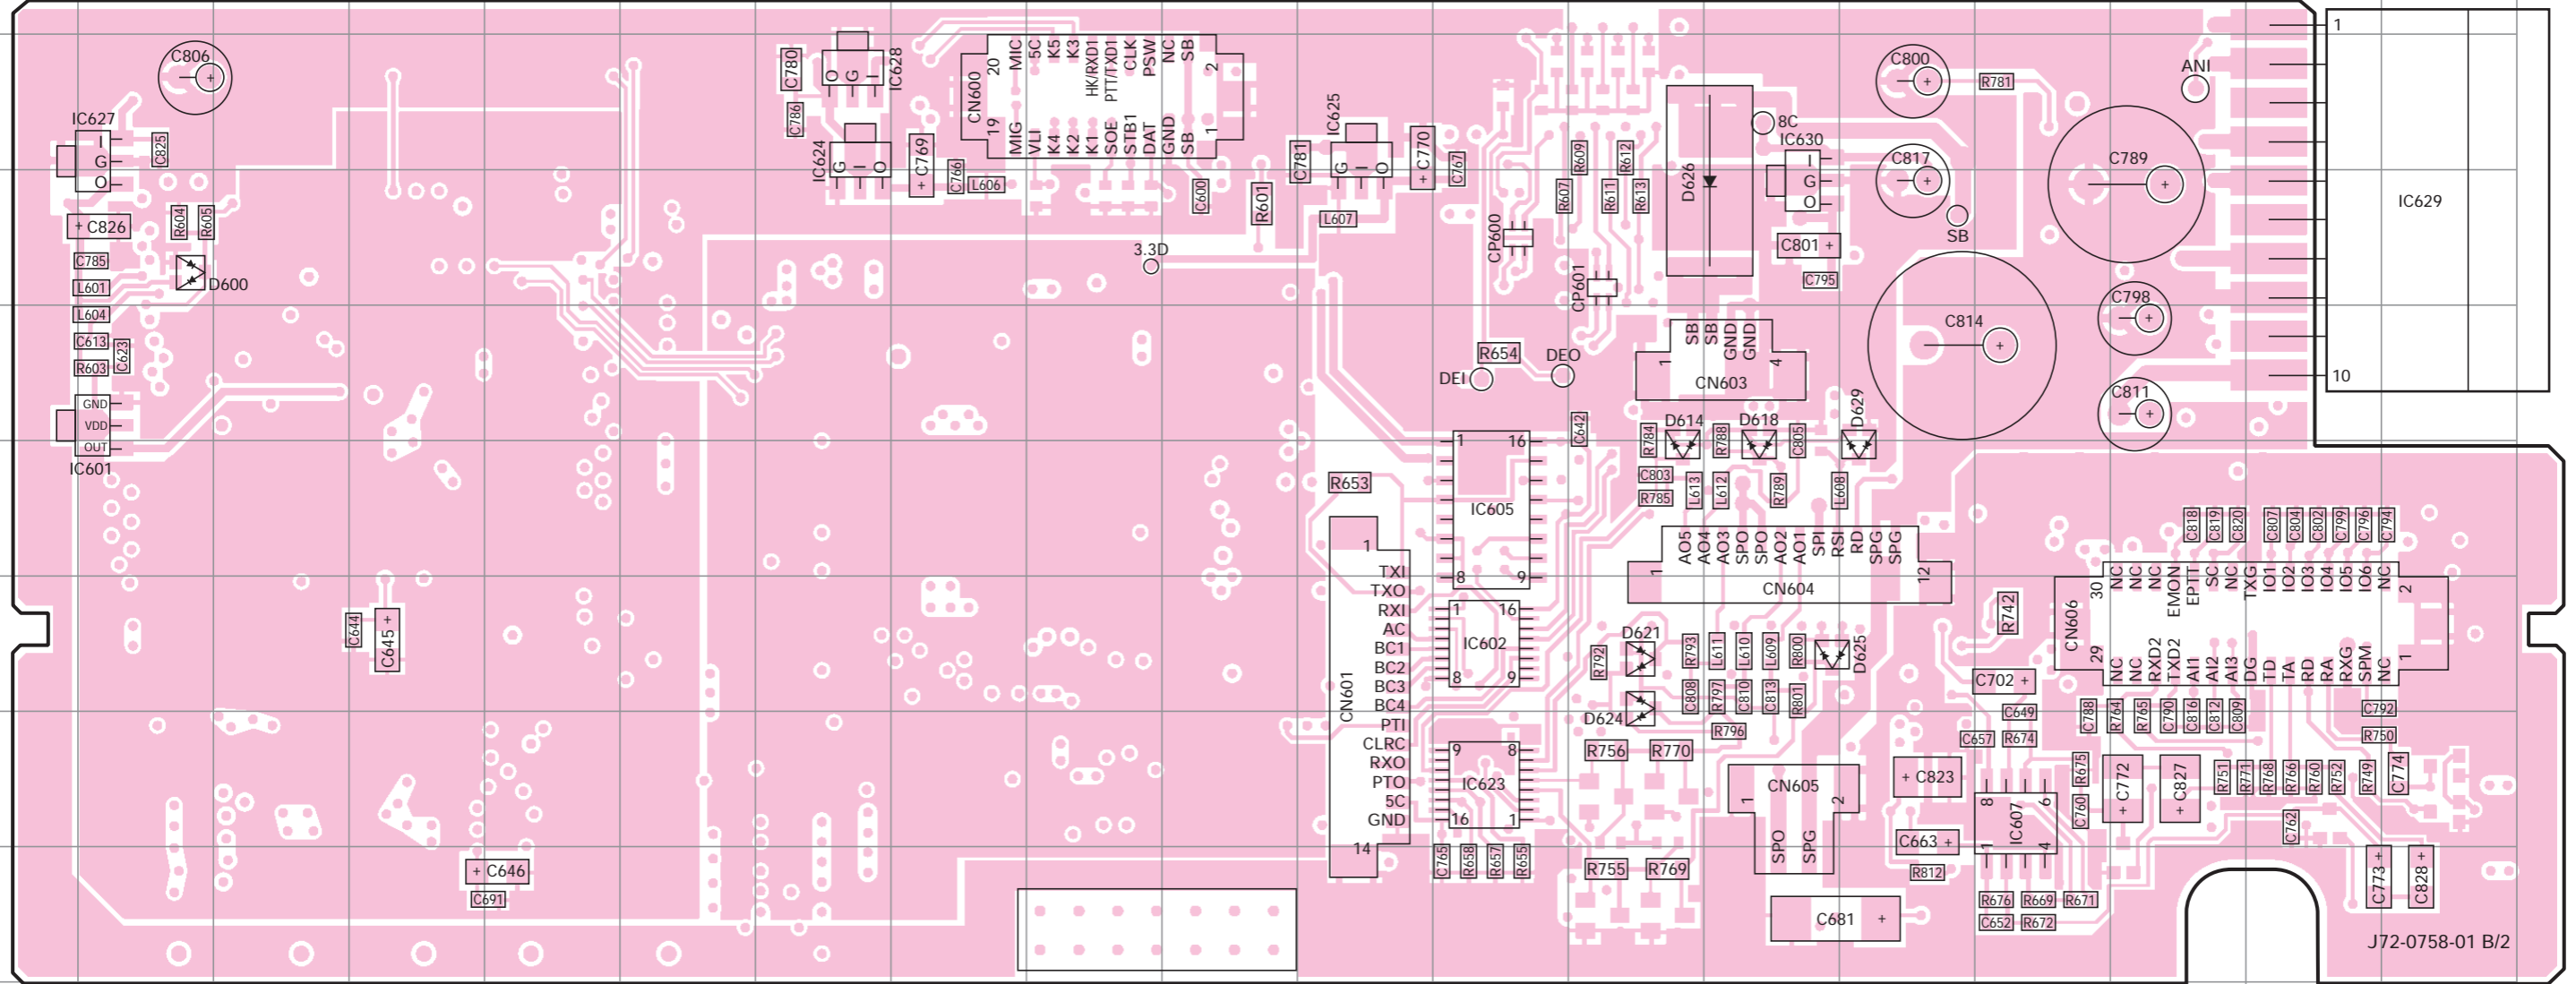 C806
+
IC627
I
G
O
C825
+ C826
R604
R605
C785
L601
D600
L604
C613
C623
R603
GND
VDD
OUT
IC601
C644
C645 +
+ C646
C691
C780
O G I
IC628
C786
IC624
G I O
+ C769
C766
L606
CN600
20
19
MIC
5C
K5
K3
HK/RXD1
PTT/TXD1
CLK
PSW
NC
SB
2
MIG
VLI
K4
K2
K1
SOE
STB1
DAT
GND
SB
1
C600
R601
3.3D
C781
IC625
G I O
+ C770
C767
L607
CP600
CP601
R607
R609
R611
R612
R613
D626
8C
IC630
I
G
O
C801 +
C795
C800
+
R781
C817
+
SB
C789
+
ANI
1
10
IC629
C814
+
C798
+
C811
+
R654
DEI
DEO
1
SB
SB
GND
GND
4
CN603
C642
R784
D614
R788
D618
C805
D629
C803
R785
L613
L612
R789
L608
R653
1 16
IC605
8 9
1
TXI
TXO
RXI
AC
BC1
BC2
BC3
BC4
PTI
CLRC
RXO
PTO
5C
GND
14
CN601
1 16
IC602
8 9
9 8
IC623
16 1
C765
R658
R657
R655
1
AO5
AO4
AO3
SPO
SPO
AO2
AO1
SPI
RSI
RD
SPG
SPG
12
CN604
D621
R792
D624
R793
L611
L610
L609
R800
D625
C808
R797
C810
C813
R801
R796
R756
R770
R755
R769
1
CN605
2
SPO
SPG
C681 +
R742
C702 +
C649
C657
R674
+ C823
C663 +
R812
8
6
IC607
1
4
R675
C760
R676
R669
R671
C652
R672
C818
C819
C820
C807
C804
C802
C799
C796
C794
CN606
30
29
NC
NC
NC
EMON
EPTT
SC
NC
TXG
IO1
IO2
IO3
IO4
IO5
IO6
NC
2
NC
NC
RXD2
TXD2
AI1
AI2
AI3
DG
TD
TA
RD
RA
RXG
SPM
NC
1
C788
R764
R765
C790
C816
C812
C809
C792
R750
+ C772
+ C827
R751
R771
R768
R766
R760
R752
R749
C774
C762
C773 +
C828 +
J72-0758-01 B/2